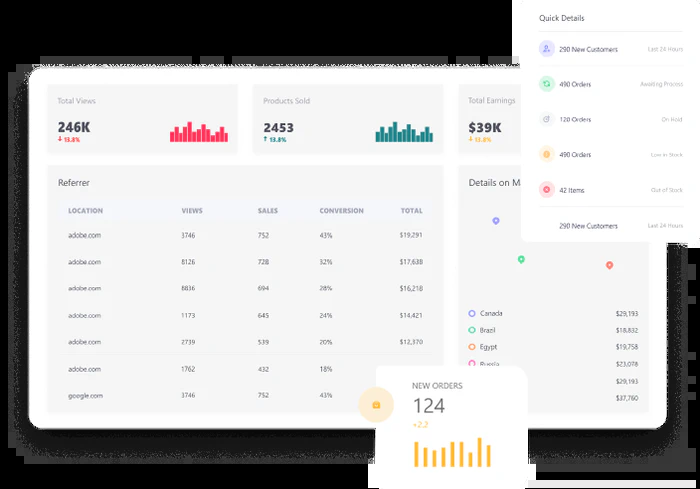 Quick Details
290 New Customers Last 24 Hours
490 Orders Awaiting Process
120 Orders On Hold
490 Orders Low in Stock
42 Items Out of Stock
290 New Customers Last 24 Hours
Total Views
246K
↓ 13.8%
Products Sold
2453
↑ 13.8%
Total Earnings
$39K
↓ 13.8%
Referrer
LOCATION VIEWS SALES CONVERSION TOTAL
adobe.com 3746 752 43% $19,291
adobe.com 8126 728 32% $17,638
adobe.com 8836 694 28% $16,218
adobe.com 1173 645 24% $14,421
adobe.com 2739 539 20% $12,370
adobe.com 1762 432 18%
google.com 3746 752 43%
Details on M
Canada $29,193
Brazil $18,832
Egypt $19,758
Russia $23,078
$29,193
$37,760
NEW ORDERS
124
+2.2